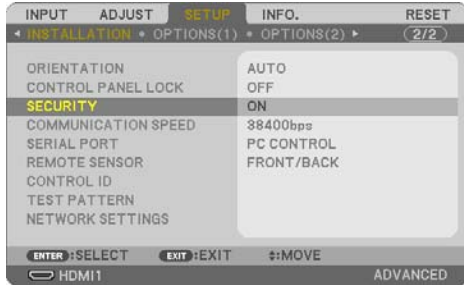 INPUT ADJUST SETUP INFO. RESET
◂ INSTALLATION • OPTIONS(1) • OPTIONS(2) ▸ (2/2)
ORIENTATION AUTO
CONTROL PANEL LOCK OFF
SECURITY ON
COMMUNICATION SPEED 38400bps
SERIAL PORT PC CONTROL
REMOTE SENSOR FRONT/BACK
CONTROL ID
TEST PATTERN
NETWORK SETTINGS
ENTER :SELECT EXIT :EXIT ↕:MOVE
HDMI1 ADVANCED